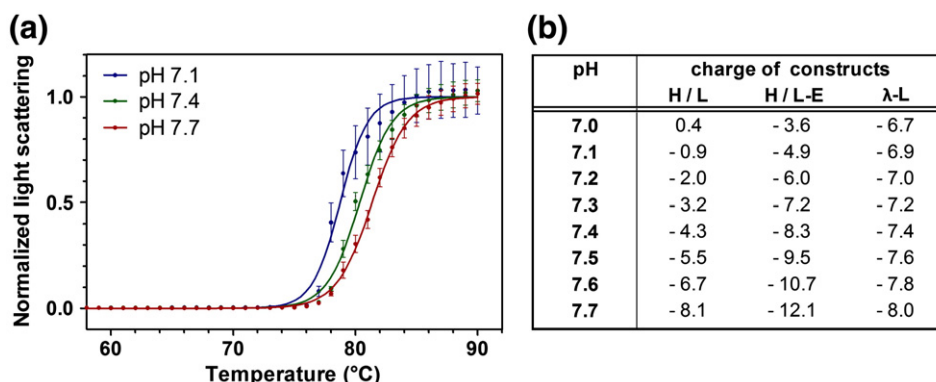 (a)
Normalized light scattering
1.0
0.5
0.0
pH 7.1
pH 7.4
pH 7.7
60 70 80 90
Temperature (°C)
(b)
pH charge of constructs
H / L H / L-E λ-L
7.0 0.4 - 3.6 - 6.7
7.1 - 0.9 - 4.9 - 6.9
7.2 - 2.0 - 6.0 - 7.0
7.3 - 3.2 - 7.2 - 7.2
7.4 - 4.3 - 8.3 - 7.4
7.5 - 5.5 - 9.5 - 7.6
7.6 - 6.7 - 10.7 - 7.8
7.7 - 8.1 - 12.1 - 8.0